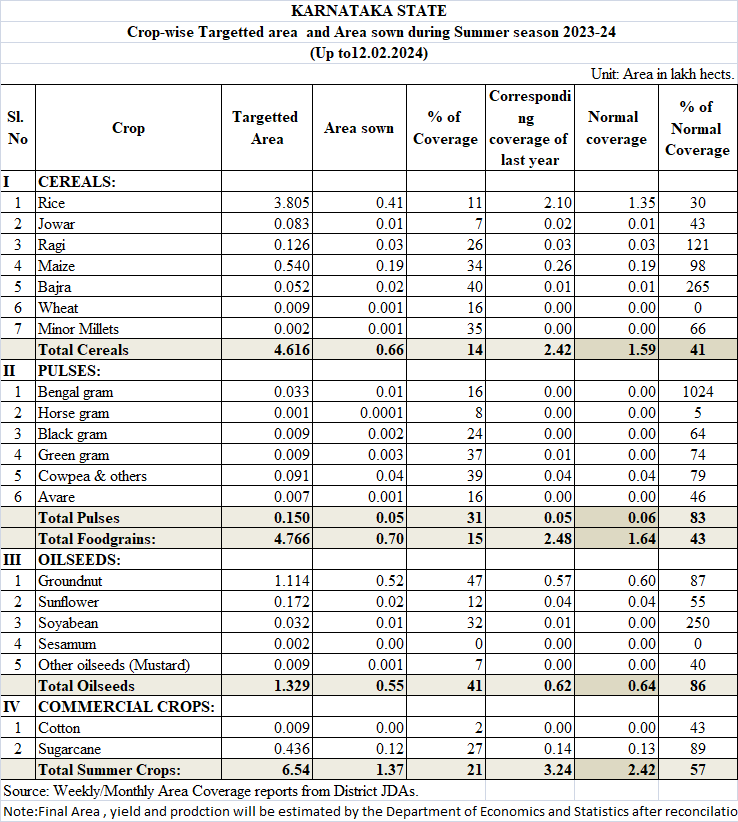 KARNATAKA STATE
Crop-wise Targetted area and Area sown during Summer season 2023-24
(Up to12.02.2024)
Unit: Area in lakh hects.
Sl. No Crop Targetted Area Area sown % of Coverage Correspondi ng coverage of last year Normal coverage % of Normal Coverage
I CEREALS:
1 Rice 3.805 0.41 11 2.10 1.35 30
2 Jowar 0.083 0.01 7 0.02 0.01 43
3 Ragi 0.126 0.03 26 0.03 0.03 121
4 Maize 0.540 0.19 34 0.26 0.19 98
5 Bajra 0.052 0.02 40 0.01 0.01 265
6 Wheat 0.009 0.001 16 0.00 0.00 0
7 Minor Millets 0.002 0.001 35 0.00 0.00 66
Total Cereals 4.616 0.66 14 2.42 1.59 41
II PULSES:
1 Bengal gram 0.033 0.01 16 0.00 0.00 1024
2 Horse gram 0.001 0.0001 8 0.00 0.00 5
3 Black gram 0.009 0.002 24 0.00 0.00 64
4 Green gram 0.009 0.003 37 0.01 0.00 74
5 Cowpea & others 0.091 0.04 39 0.04 0.04 79
6 Avare 0.007 0.001 16 0.00 0.00 46
Total Pulses 0.150 0.05 31 0.05 0.06 83
Total Foodgrains: 4.766 0.70 15 2.48 1.64 43
III OILSEEDS:
1 Groundnut 1.114 0.52 47 0.57 0.60 87
2 Sunflower 0.172 0.02 12 0.04 0.04 55
3 Soyabean 0.032 0.01 32 0.01 0.00 250
4 Sesamum 0.002 0.00 0 0.00 0.00 0
5 Other oilseeds (Mustard) 0.009 0.001 7 0.00 0.00 40
Total Oilseeds 1.329 0.55 41 0.62 0.64 86
IV COMMERCIAL CROPS:
1 Cotton 0.009 0.00 2 0.00 0.00 43
2 Sugarcane 0.436 0.12 27 0.14 0.13 89
Total Summer Crops: 6.54 1.37 21 3.24 2.42 57
Source: Weekly/Monthly Area Coverage reports from District JDAs.
Note:Final Area , yield and prodction will be estimated by the Department of Economics and Statistics after reconcilatio